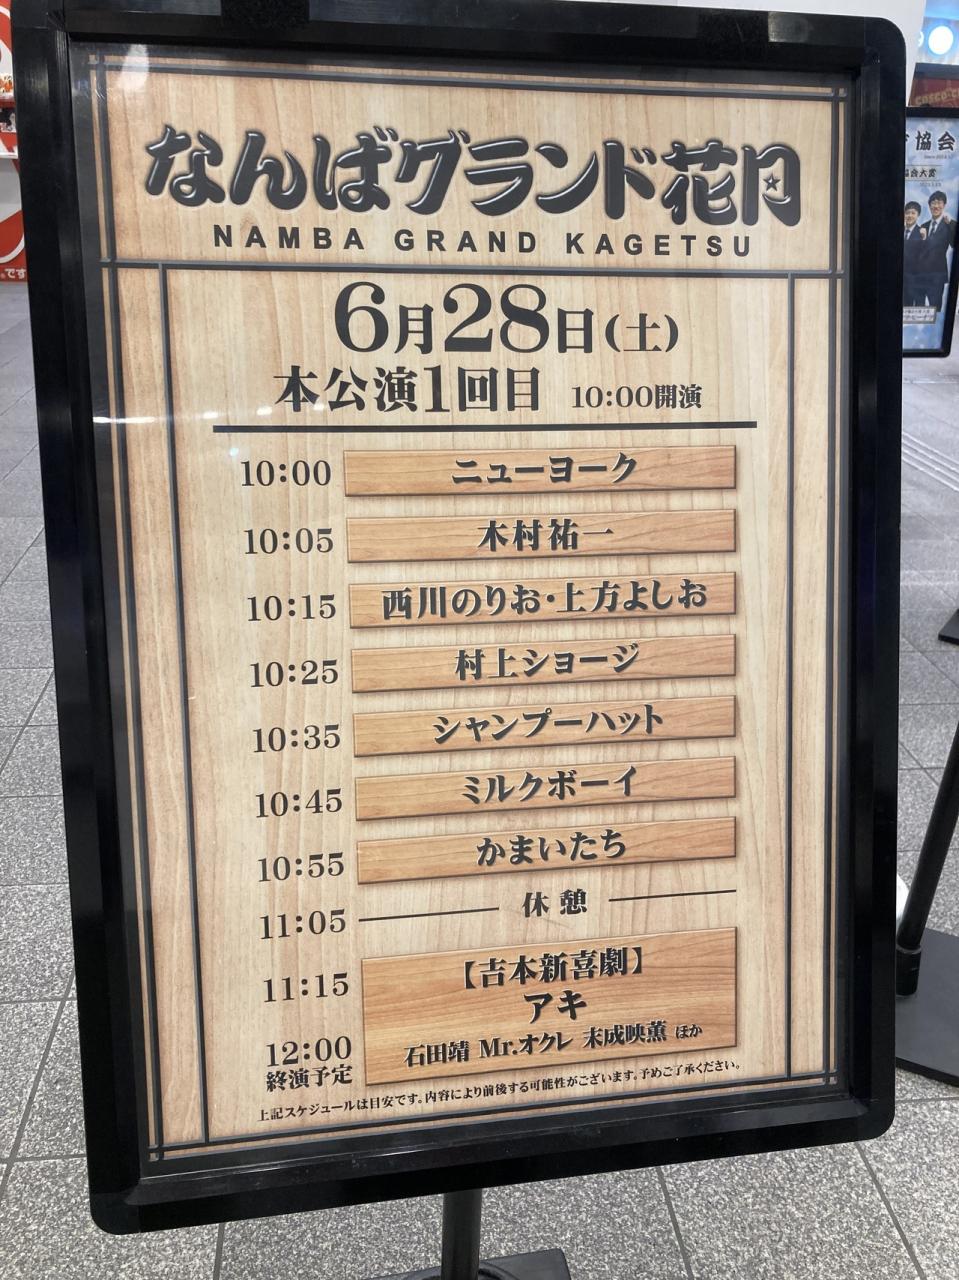 なんばグランド花月
NAMBA GRAND KAGETSU
6月28日(土)
本公演1回目 10:00開演
10:00 ニューヨーク
10:05 木村祐一
10:15 西川のりお・上方よしお
10:25 村上ショージ
10:35 シャンプーハット
10:45 ミルクボーイ
10:55 かまいたち
11:05 休憩
11:15 【吉本新喜劇】
アキ
12:00 石田靖 Mr.オクレ 末成映薫 ほか
終演予定
上記スケジュールは目安です。内容により前後する可能性がございます。予めご了承ください。
協会
協会大賞
です